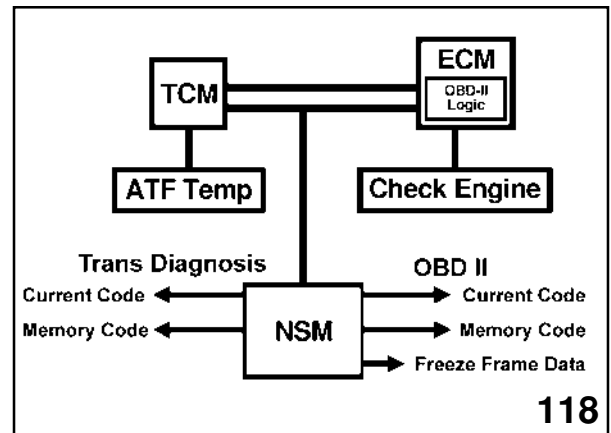 TCM
ECM
OBD-II
Logic
ATF Temp
Check Engine
Trans Diagnosis
OBD II
Current Code
Current Code
Memory Code
NSM
Memory Code
Freeze Frame Data
118